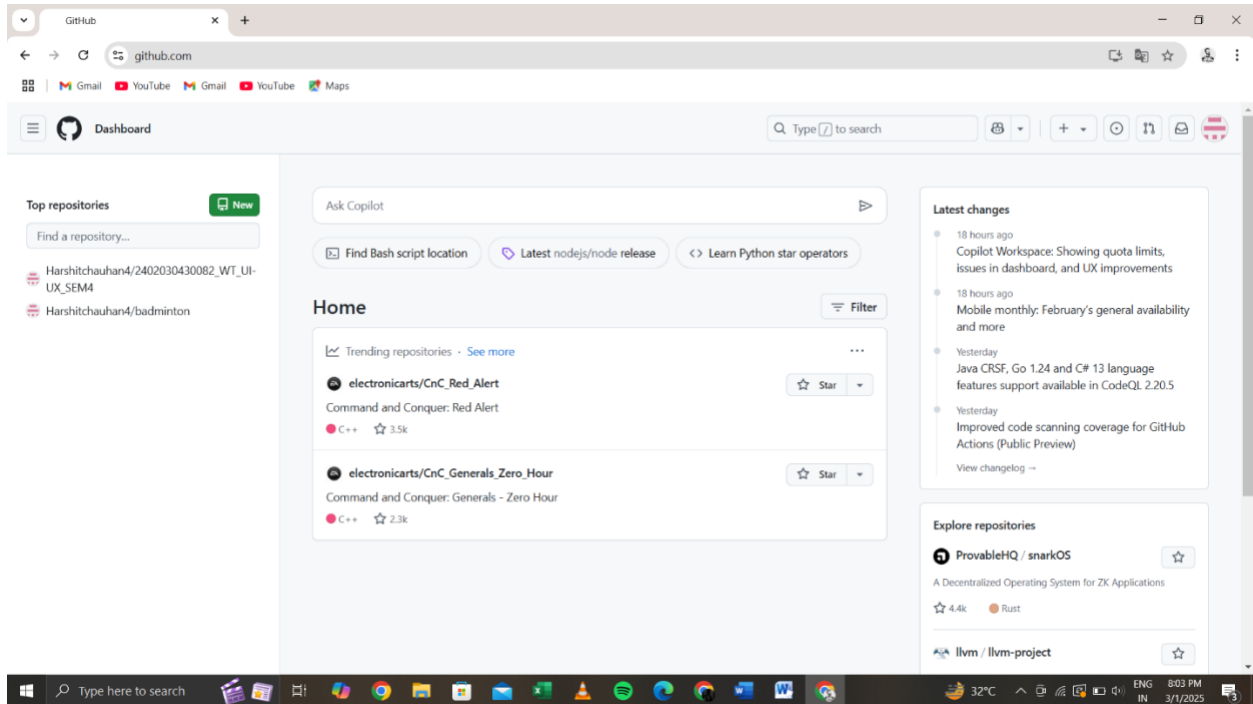 GitHub
github.com
Gmail
YouTube
Gmail
YouTube
Maps
Dashboard
Type / to search
Top repositories
New
Find a repository...
Harshitchauhan4/2402030430082_WT_UI-
UX_SEM4
Harshitchauhan4/badminton
Ask Copilot
Find Bash script location
Latest nodejs/node release
Learn Python star operators
Home
Filter
Trending repositories · See more
electronicarts/CnC_Red_Alert
Star
Command and Conquer: Red Alert
C++ 3.5k
electronicarts/CnC_Generals_Zero_Hour
Star
Command and Conquer: Generals - Zero Hour
C++ 2.3k
Latest changes
18 hours ago
Copilot Workspace: Showing quota limits,
issues in dashboard, and UX improvements
18 hours ago
Mobile monthly: February's general availability
and more
Yesterday
Java CRSF, Go 1.24 and C# 13 language
features support available in CodeQL 2.20.5
Yesterday
Improved code scanning coverage for GitHub
Actions (Public Preview)
View changelog →
Explore repositories
ProvableHQ / snarkOS
A Decentralized Operating System for ZK Applications
4.4k Rust
llvm / llvm-project
Type here to search
32°C
ENG
IN
8:03 PM
3/1/2025
3